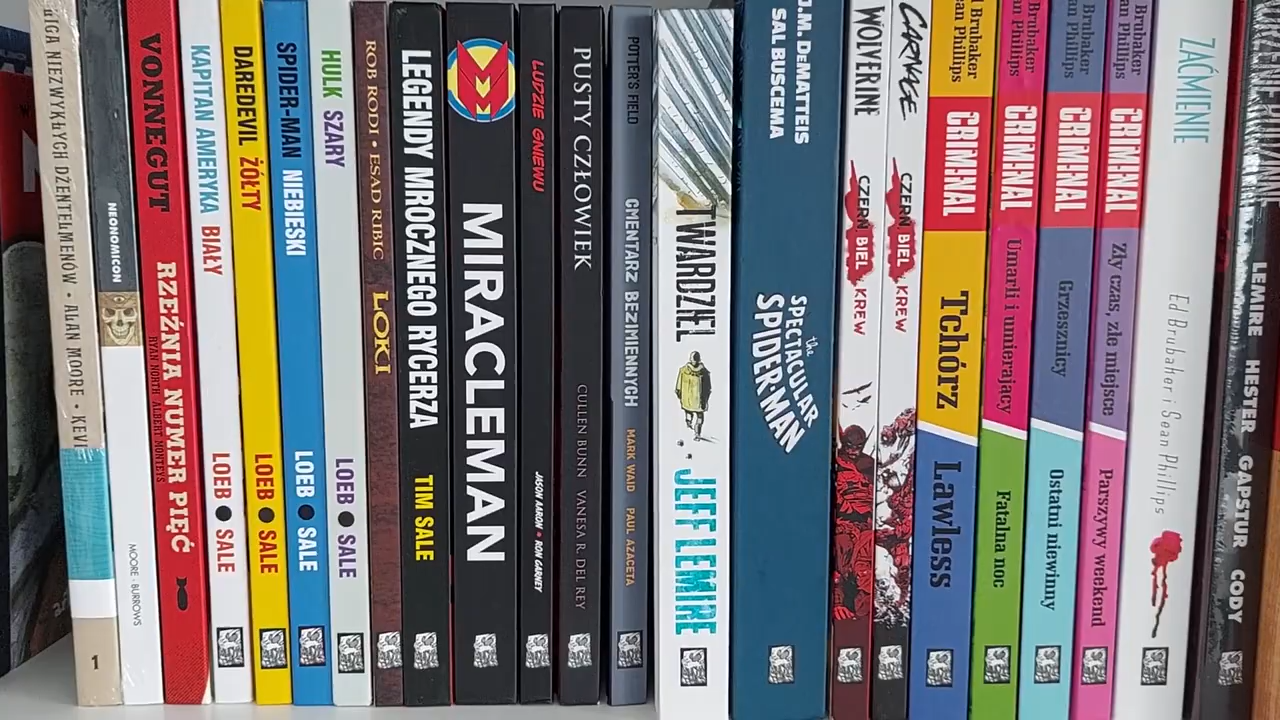 NIEZWYKŁYCH DŻENTELMENÓW • ALAN MOORE •
1
NEONOMICON
MOORE · BURROWS
VONNEGUT
RZEŹNIA NUMER PIĘĆ
RYAN NORTH ALBERT MONTEYS
KAPITAN AMERYKA BIAŁY
LOEB ● SALE
DAREDEVIL ŻÓŁTY
LOEB ● SALE
SPIDER-MAN NIEBIESKI
LOEB ● SALE
HULK SZARY
LOEB ● SALE
ROB RODI • ESAD RIBIC LOKI
LEGENDY MROCZNEGO RYCERZA TIM SALE
MIRACLEMAN
LUDZIE GNIEWU
JASON AARON • RON GARNEY
PUSTY CZŁOWIEK
CULLEN BUNN VANESA R. DEL REY
POTTER'S FIELD
CMENTARZ BEZIMIENNYCH
MARK WAID PAUL AZACETA
TWARDZIEL
JEFF LEMIRE
J.M. DeMATTEIS
SAL BUSCEMA
the
SPECTACULAR
SPIDERMAN
WOLVERINE
CZERŃ BIEL KREW
CARNAGE
CZERŃ BIEL KREW
Brubaker
Sean Phillips
CRIMINAL
Tchórz
Lawless
Brubaker
Phillips
CRIMINAL
Umarli i umierający
Fatalna noc
Brubaker
Phillips
CRIMINAL
Grzesznicy
Ostatni niewinny
Brubaker
Phillips
CRIMINAL
Zły czas, złe miejsce
Parszywy weekend
ZAĆMIENIE
Ed Brubaker i Sean Phillips
LEMIRE HESTER GAPSTUR CODY